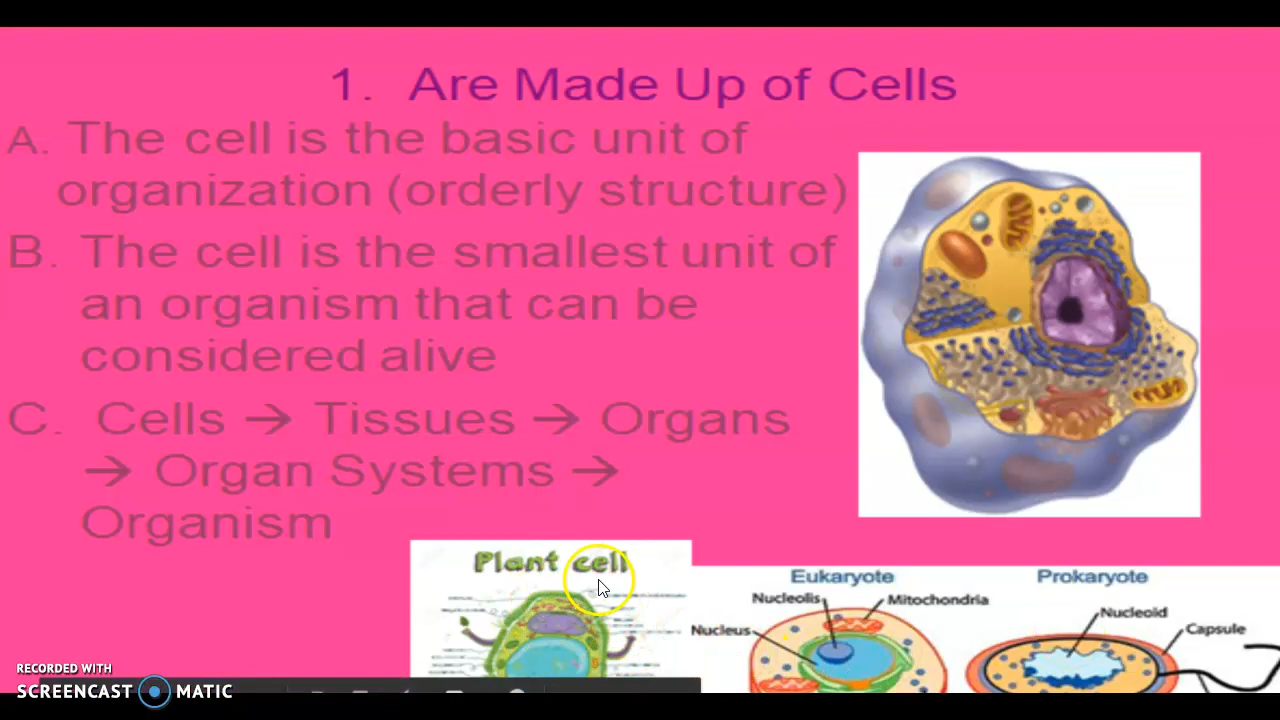 1. Are Made Up of Cells
A. The cell is the basic unit of
organization (orderly structure)
B. The cell is the smallest unit of
an organism that can be
considered alive
C. Cells → Tissues → Organs
→ Organ Systems →
Organism
Plant cell
Eukaryote
Prokaryote
Nucleolis
Mitochondria
Nucleus
Nucleoid
Capsule
RECORDED WITH
SCREENCAST MATIC